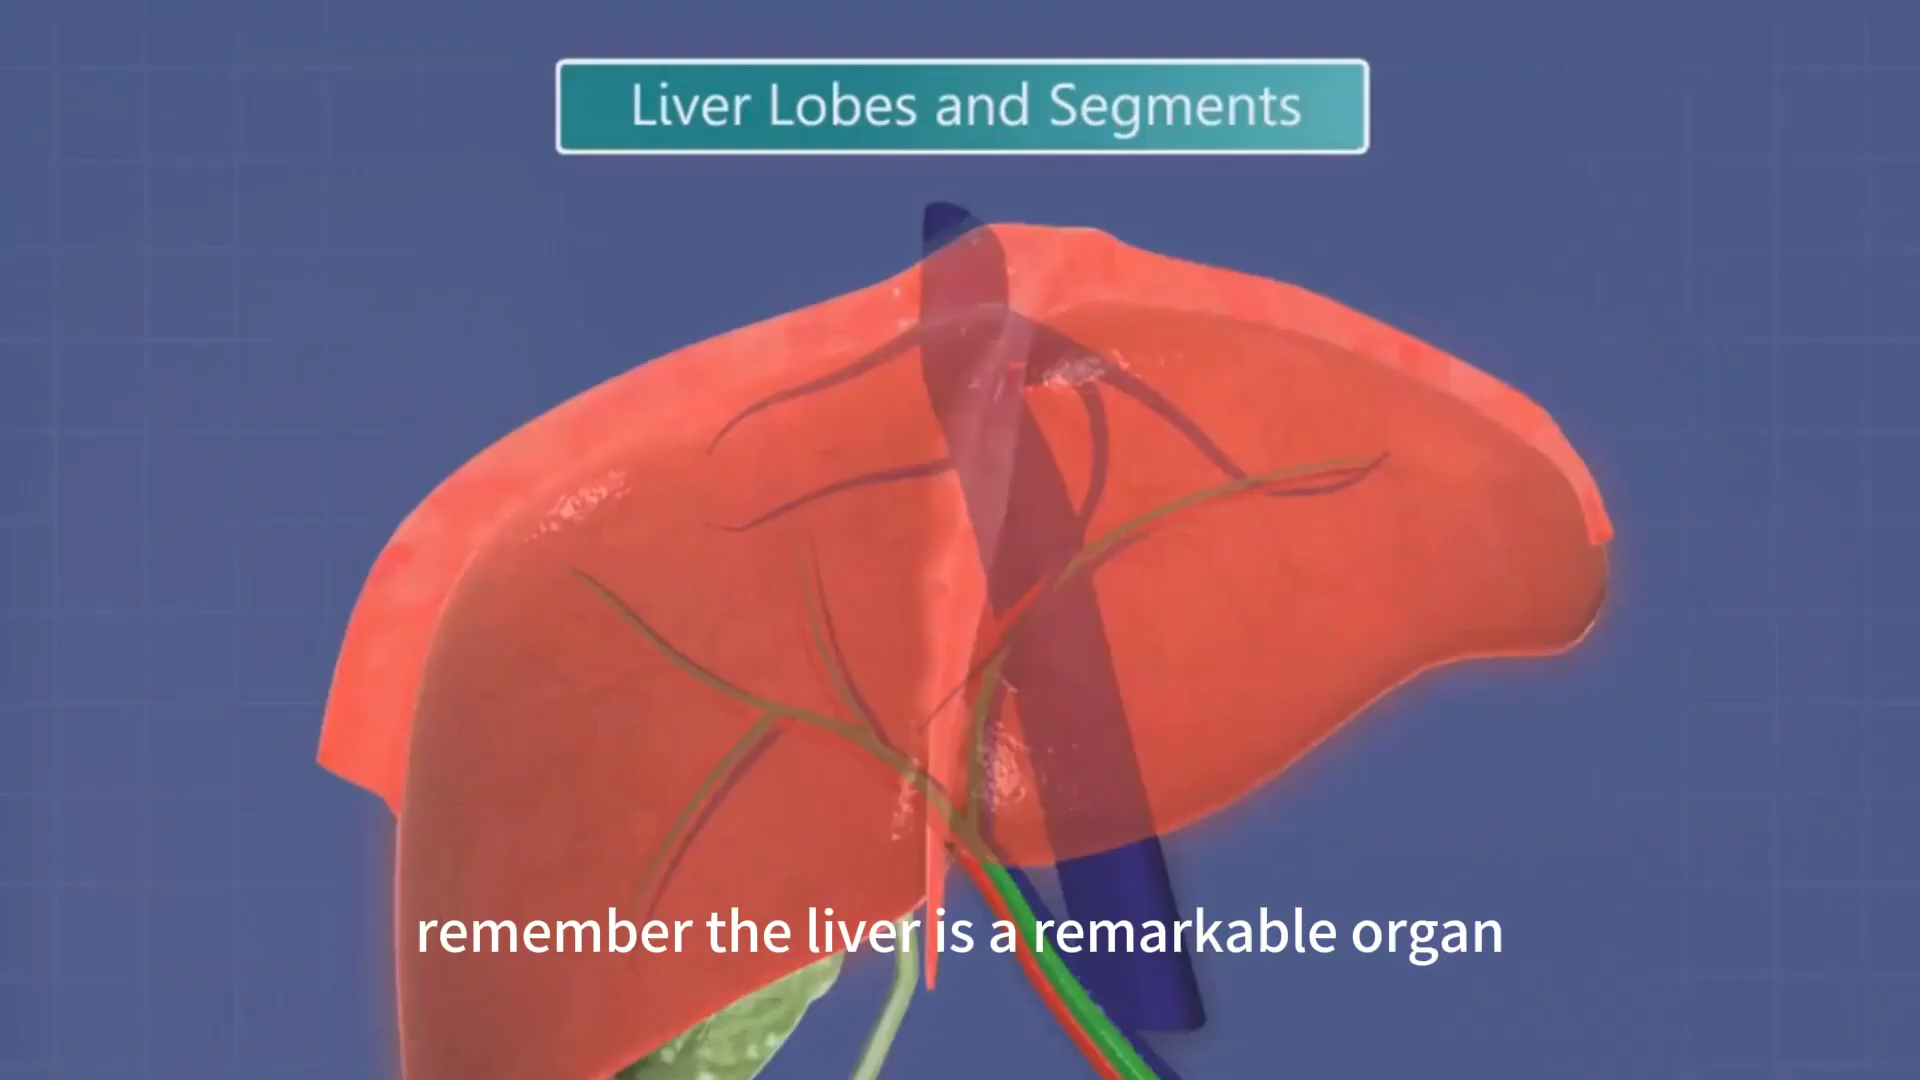 Liver Lobes and Segments
remember the liver is a remarkable organ